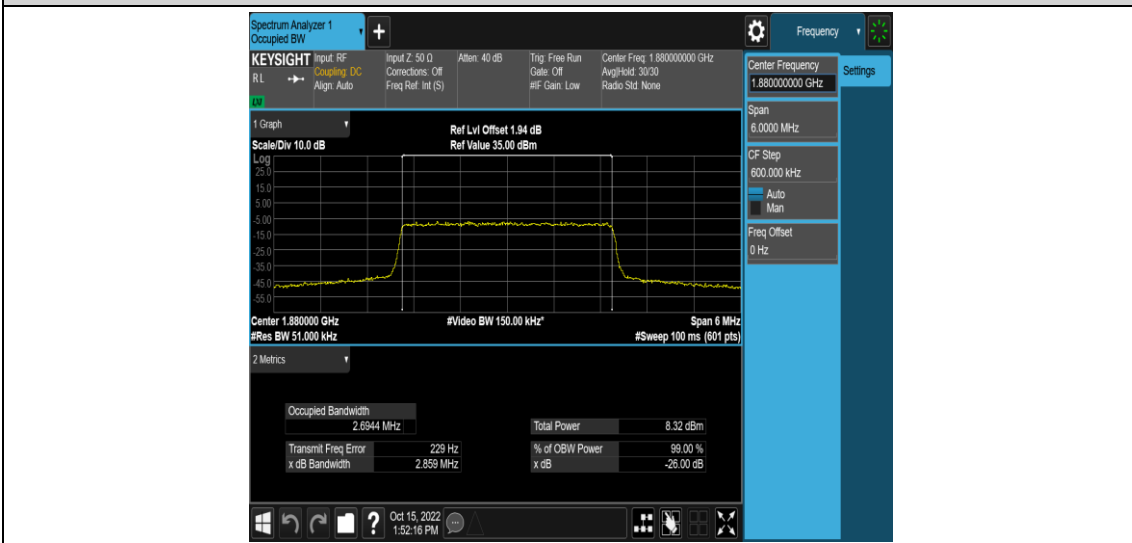 Spectrum Analyzer 1
Occupied BW
+
Frequency
KEYSIGHT
RL
LXI
Input: RF
Coupling: DC
Align: Auto
Input Z: 50 Ω
Corrections: Off
Freq Ref: Int (S)
Atten: 40 dB
Trig: Free Run
Gate: Off
#IF Gain: Low
Center Freq: 1.880000000 GHz
Avg|Hold: 30/30
Radio Std: None
Center Frequency
1.880000000 GHz
Settings
Span
6.0000 MHz
CF Step
600.000 kHz
Auto
Man
Freq Offset
0 Hz
1 Graph
Ref Lvl Offset 1.94 dB
Scale/Div 10.0 dB
Ref Value 35.00 dBm
Log
25.0
15.0
5.00
-5.00
-15.0
-25.0
-35.0
-45.0
-55.0
Center 1.880000 GHz
#Video BW 150.00 kHz*
Span 6 MHz
#Res BW 51.000 kHz
#Sweep 100 ms (601 pts)
2 Metrics
Occupied Bandwidth
2.6944 MHz
Total Power 8.32 dBm
Transmit Freq Error 229 Hz
% of OBW Power 99.00 %
x dB Bandwidth 2.859 MHz
x dB -26.00 dB
?
Oct 15, 2022
1:52:16 PM